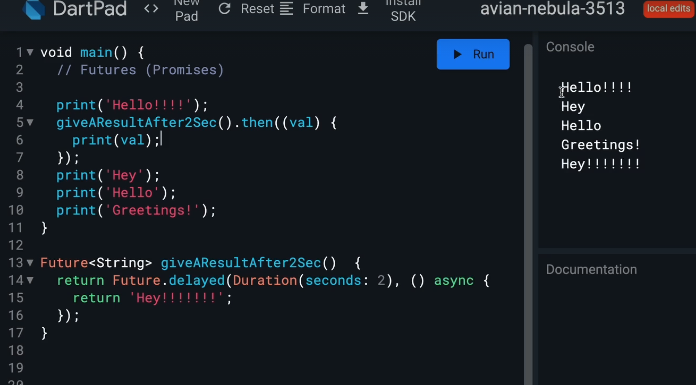 DartPad <> New Pad Reset Format Install SDK avian-nebula-3513 local edits
Run
1 void main() {
2 // Futures (Promises)
3
4 print('Hello!!!!');
5 giveAResultAfter2Sec().then((val) {
6 print(val);
7 });
8 print('Hey');
9 print('Hello');
10 print('Greetings!');
11 }
12
13 Future<String> giveAResultAfter2Sec() {
14 return Future.delayed(Duration(seconds: 2), () async {
15 return 'Hey!!!!!!!';
16 });
17 }
18
19
20
Console
Hello!!!!
Hey
Hello
Greetings!
Hey!!!!!!!
Documentation